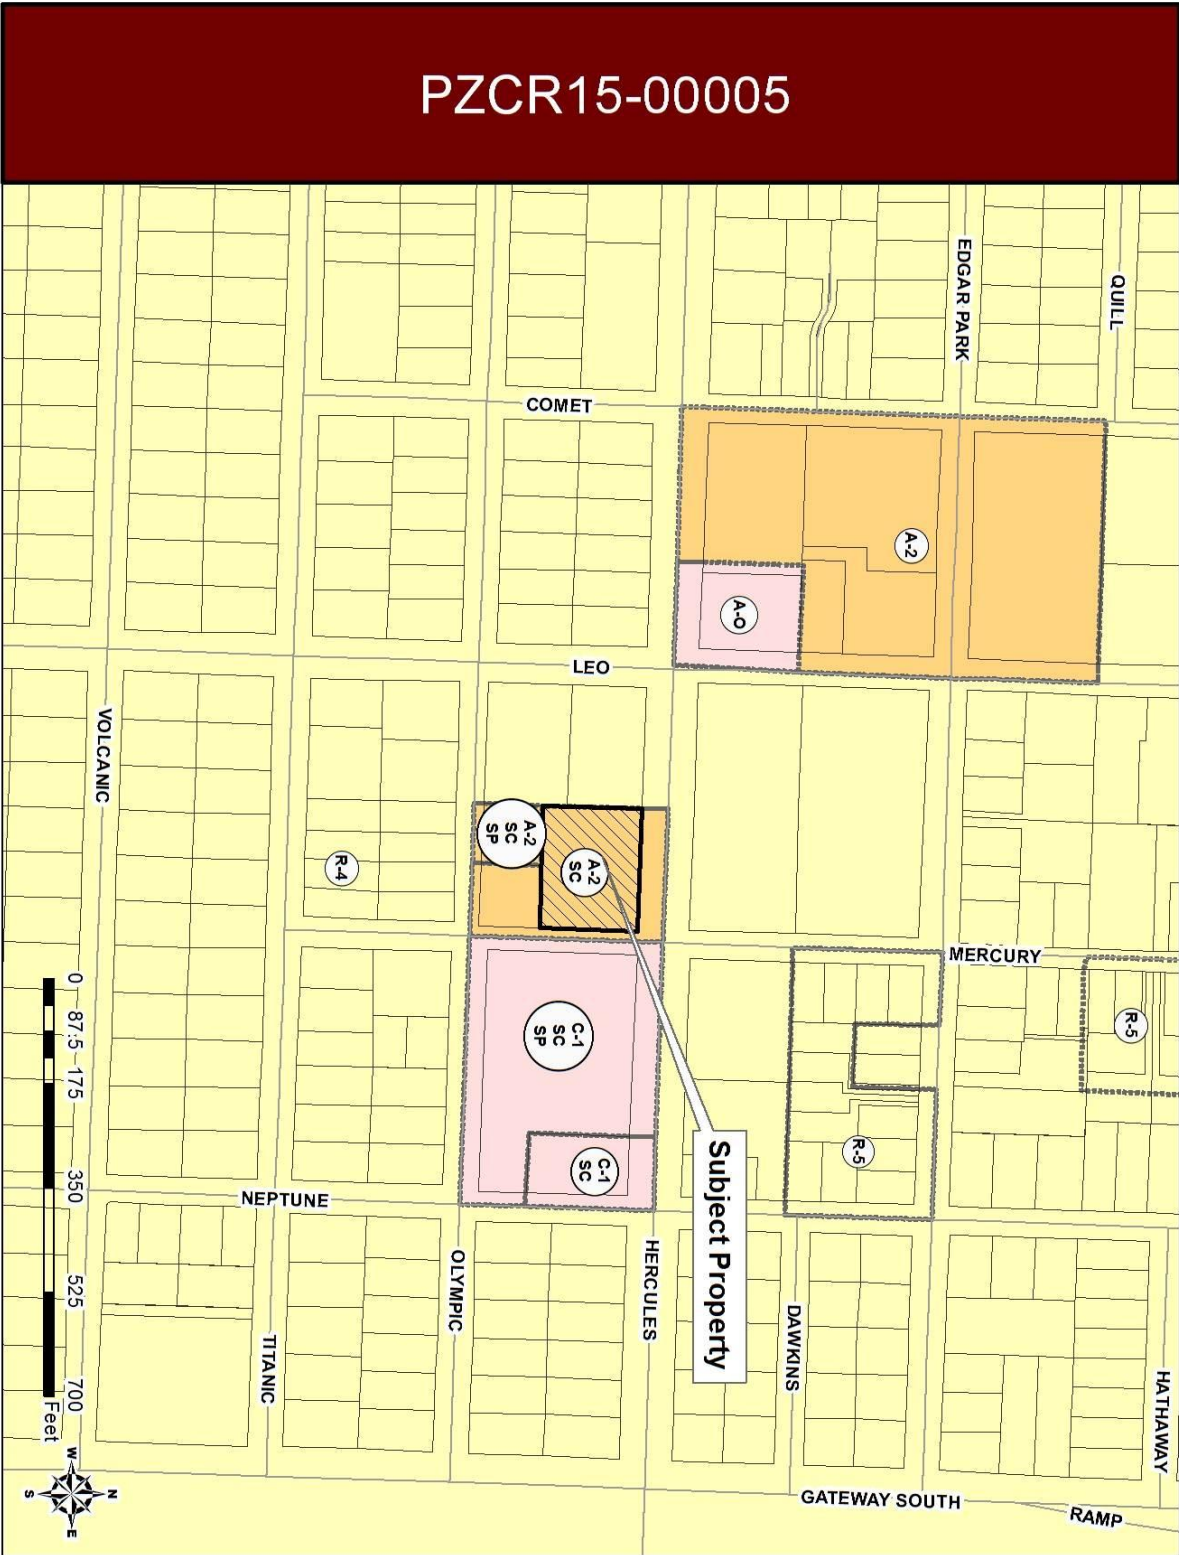 PZCR15-00005
QUILL
EDGAR PARK
COMET
A-2
A-O
LEO
VOLCANIC
A-2
SC
SP
A-2
SC
R-4
MERCURY
R-5
C-1
SC
SP
R-5
C-1
SC
Subject Property
NEPTUNE
OLYMPIC
HERCULES
DAWKINS
TITANIC
HATHAWAY
GATEWAY SOUTH
RAMP
0 87.5 175 350 525 700
Feet
N
W
E
S